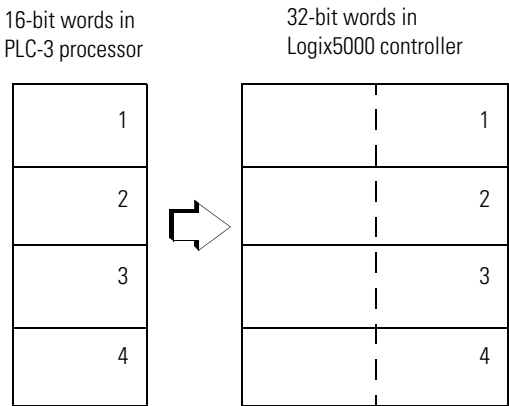 16-bit words in
PLC-3 processor
32-bit words in
Logix5000 controller
1
1
2
2
3
3
4
4